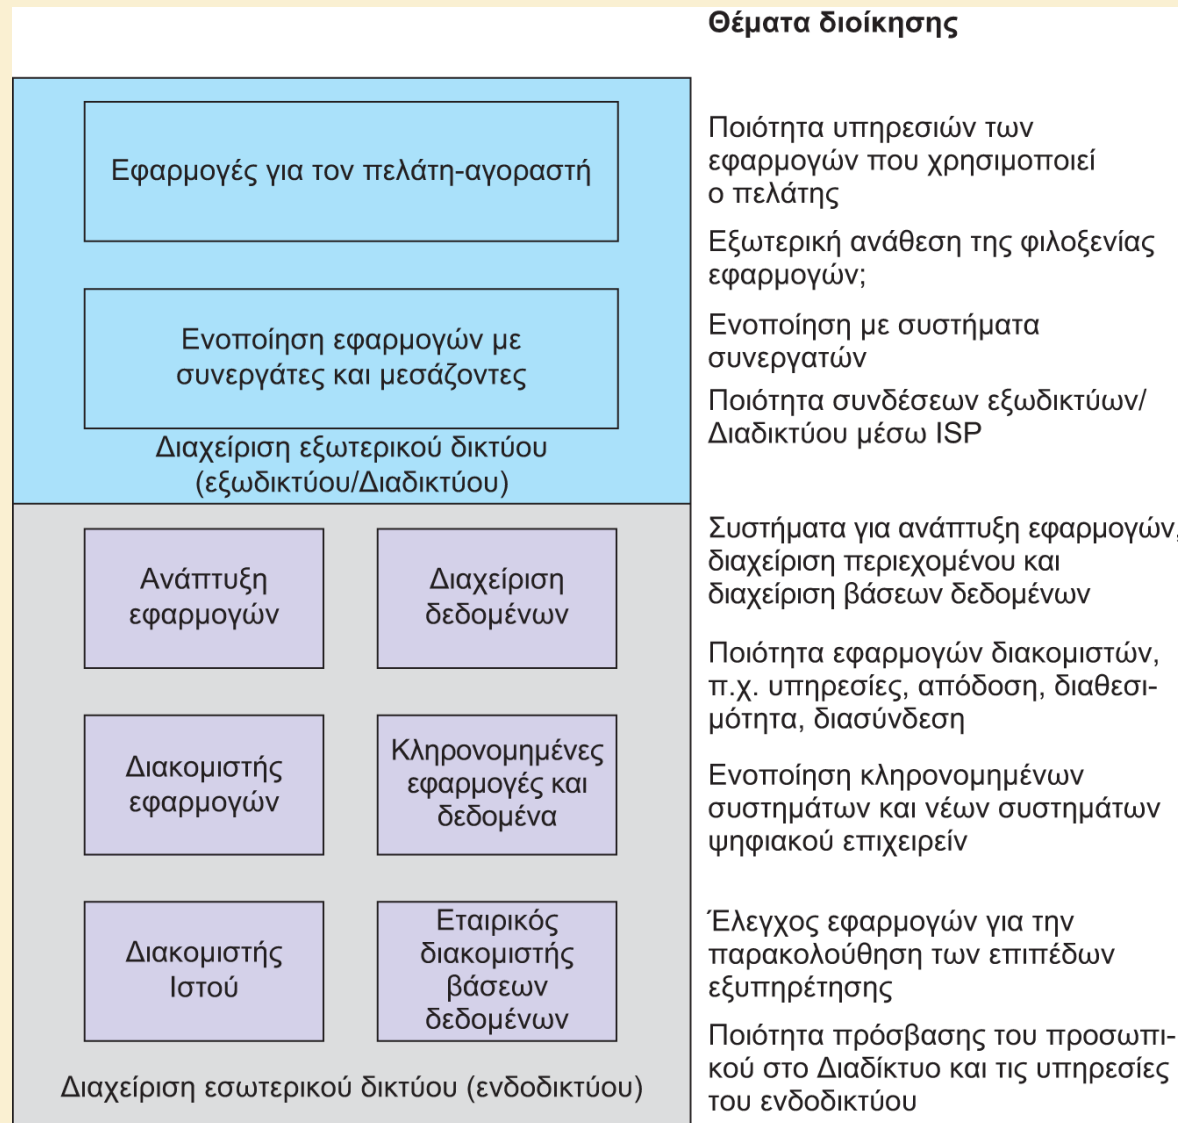 Θέματα διοίκησης
Εφαρμογές για τον πελάτη-αγοραστή
Ενοποίηση εφαρμογών με
συνεργάτες και μεσάζοντες
Διαχείριση εξωτερικού δικτύου
(εξωδικτύου/Διαδικτύου)
Ποιότητα υπηρεσιών των
εφαρμογών που χρησιμοποιεί
ο πελάτης
Εξωτερική ανάθεση της φιλοξενίας
εφαρμογών;
Ενοποίηση με συστήματα
συνεργατών
Ποιότητα συνδέσεων εξωδικτύων/
Διαδικτύου μέσω ISP
Ανάπτυξη
εφαρμογών
Διαχείριση
δεδομένων
Διακομιστής
εφαρμογών
Κληρονομημένες
εφαρμογές και
δεδομένα
Διακομιστής
Ιστού
Εταιρικός
διακομιστής
βάσεων
δεδομένων
Διαχείριση εσωτερικού δικτύου (ενδοδικτύου)
Συστήματα για ανάπτυξη εφαρμογών,
διαχείριση περιεχομένου και
διαχείριση βάσεων δεδομένων
Ποιότητα εφαρμογών διακομιστών,
π.χ. υπηρεσίες, απόδοση, διαθεσι-
μότητα, διασύνδεση
Ενοποίηση κληρονομημένων
συστημάτων και νέων συστημάτων
ψηφιακού επιχειρείν
Έλεγχος εφαρμογών για την
παρακολούθηση των επιπέδων
εξυπηρέτησης
Ποιότητα πρόσβασης του προσωπι-
κού στο Διαδίκτυο και τις υπηρεσίες
του ενδοδικτύου